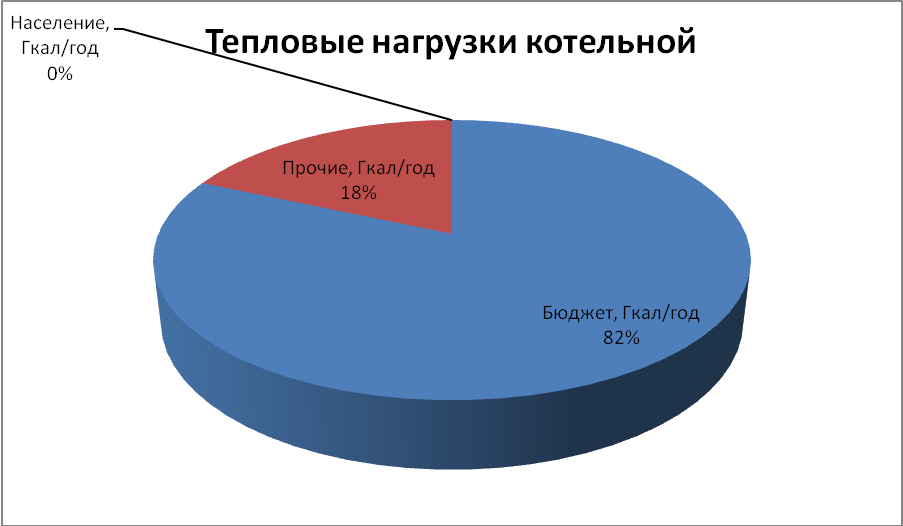 Тепловые нагрузки котельной
Население,
Гкал/год
0%
Прочие, Гкал/год
18%
Бюджет, Гкал/год
82%